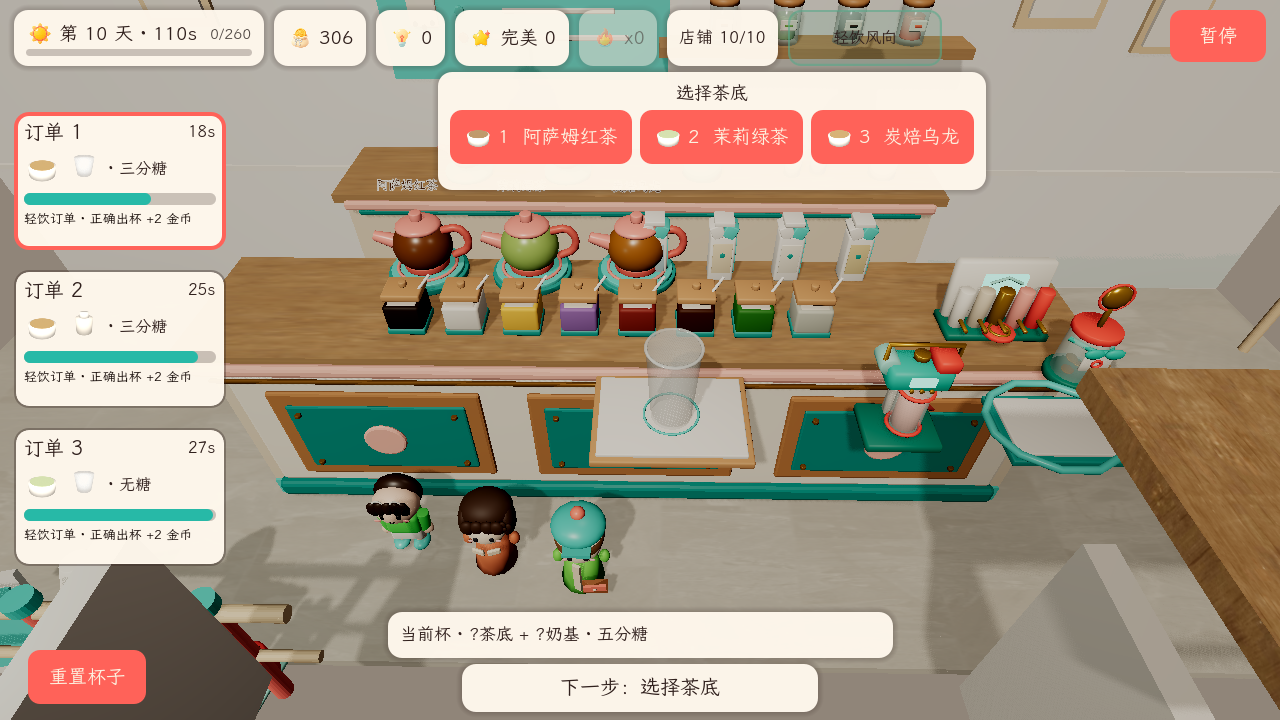 第 10 天·110s 0/260
306
0
完美 0
x0
店铺 10/10
轻饮风向
暂停
选择茶底
1 阿萨姆红茶
2 茉莉绿茶
3 炭焙乌龙
阿萨姆红茶
订单 1 18s
·三分糖
轻饮订单·正确出杯 +2 金币
订单 2 25s
·三分糖
轻饮订单·正确出杯 +2 金币
订单 3 27s
·无糖
轻饮订单·正确出杯 +2 金币
当前杯·?茶底 + ?奶基·五分糖
重置杯子
下一步: 选择茶底